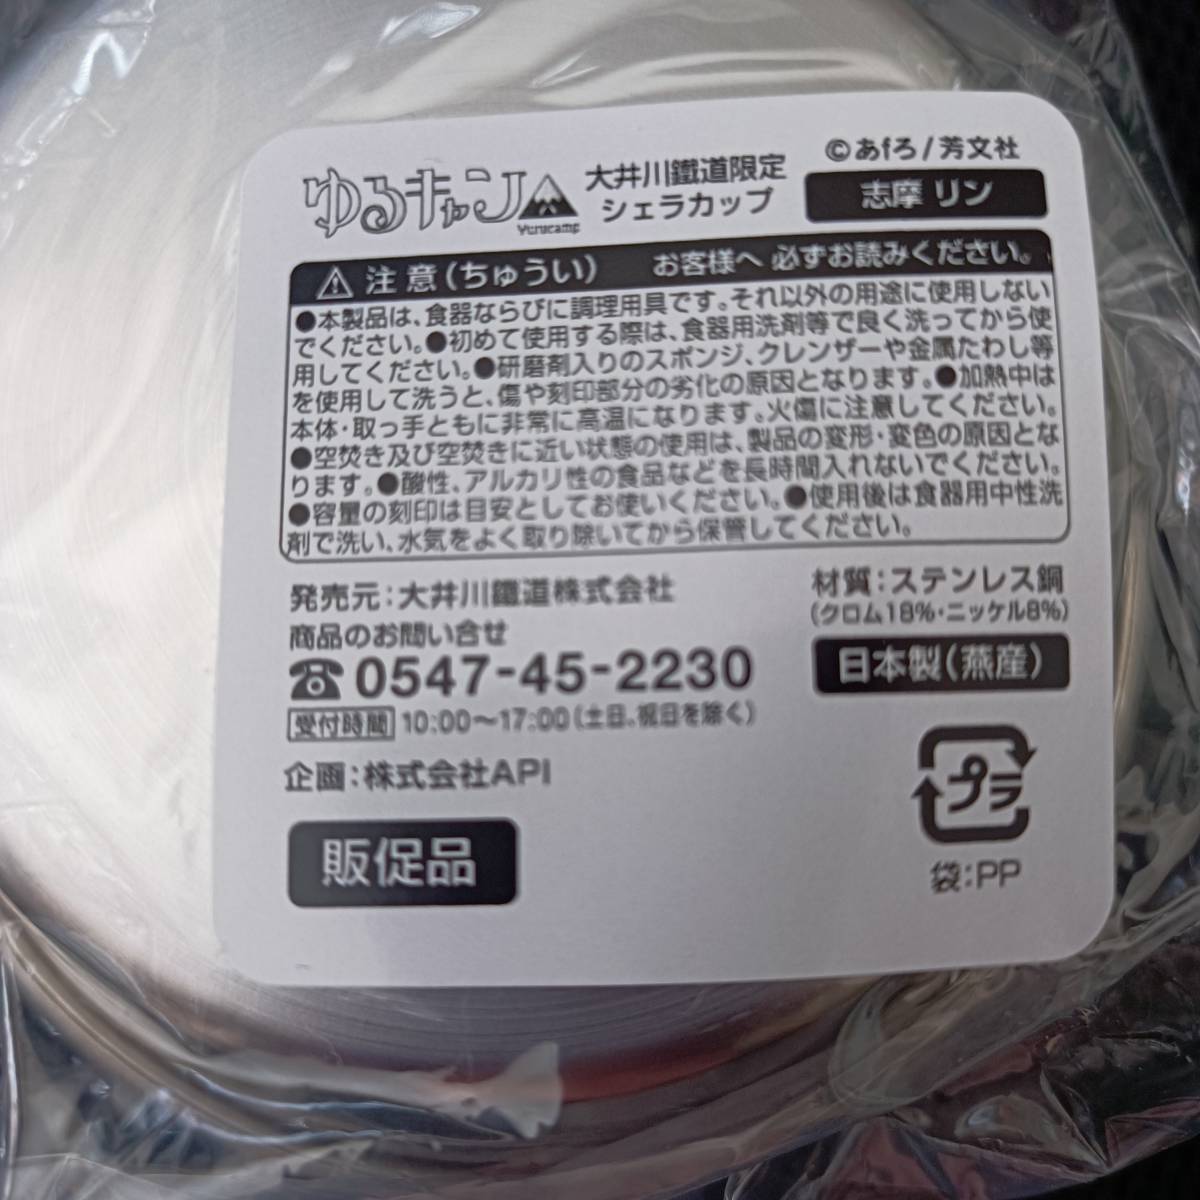 ゆるキャン△
Yurucamp
大井川鐵道限定
シェラカップ
©あfろ/芳文社
志摩 リン
⚠ 注意(ちゅうい) お客様へ 必ずお読みください。
●本製品は、食器ならびに調理用具です。それ以外の用途に使用しない
でください。●初めて使用する際は、食器用洗剤等で良く洗ってから使
用してください。●研磨剤入りのスポンジ、クレンザーや金属たわし等
を使用して洗うと、傷や刻印部分の劣化の原因となります。●加熱中は
本体・取っ手ともに非常に高温になります。火傷に注意してください。
●空焚き及び空焚きに近い状態の使用は、製品の変形・変色の原因とな
ります。●酸性、アルカリ性の食品などを長時間入れないでください。
●容量の刻印は目安としてお使いください。●使用後は食器用中性洗
剤で洗い、水気をよく取り除いてから保管してください。
発売元:大井川鐵道株式会社
商品のお問い合せ
☎0547-45-2230
受付時間 10:00〜17:00(土日、祝日を除く)
企画:株式会社API
販促品
材質:ステンレス鋼
(クロム18%・ニッケル8%)
日本製(燕産)
プラ
袋:PP